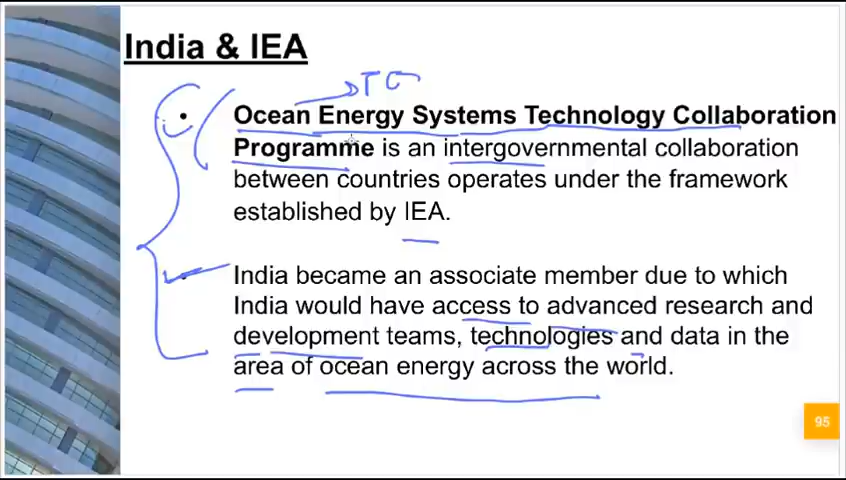 India & IEA
Ocean Energy Systems Technology Collaboration
Programme is an intergovernmental collaboration
between countries operates under the framework
established by IEA.
India became an associate member due to which
India would have access to advanced research and
development teams, technologies and data in the
area of ocean energy across the world.
95